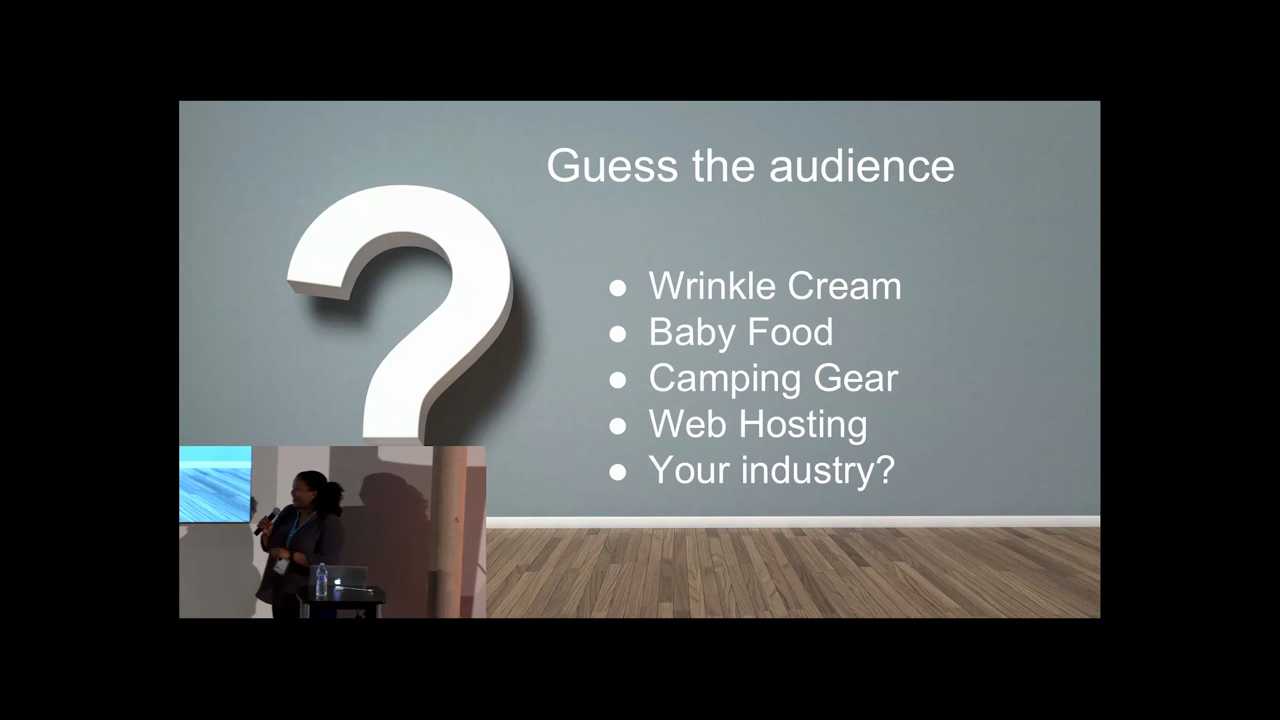 Guess the audience
● Wrinkle Cream
● Baby Food
● Camping Gear
● Web Hosting
● Your industry?